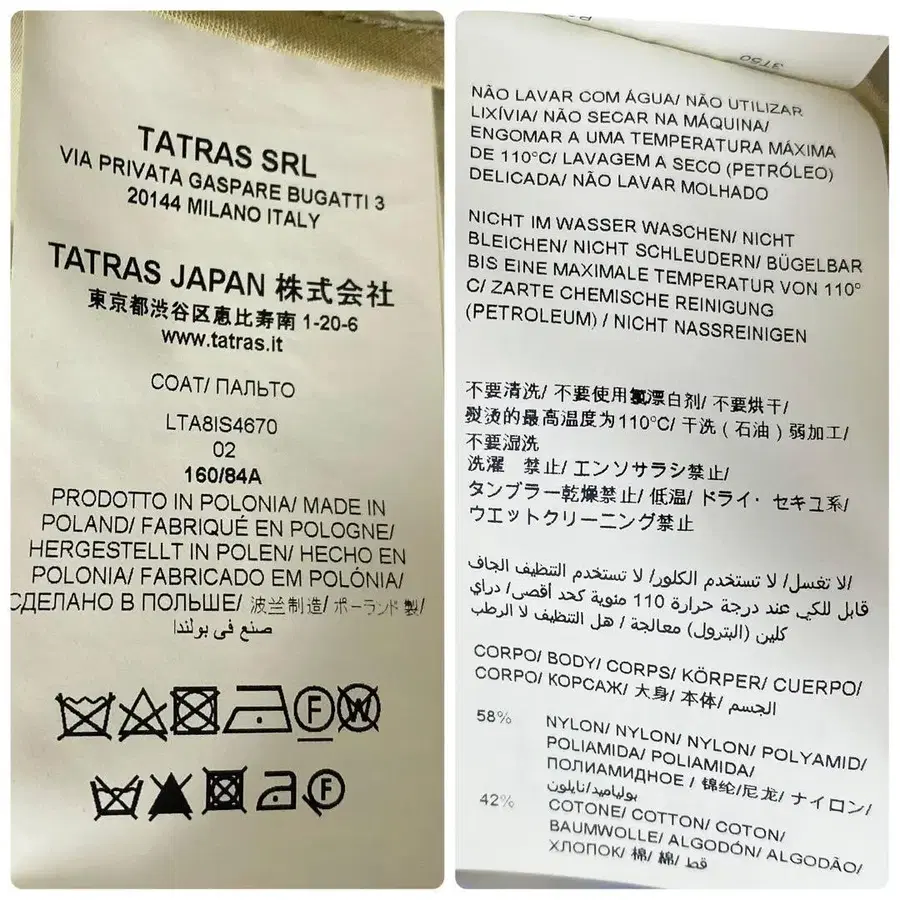 TATRAS SRL
VIA PRIVATA GASPARE BUGATTI 3
20144 MILANO ITALY
TATRAS JAPAN 株式会社
東京都渋谷区恵比寿南 1-20-6
www.tatras.it
COAT/ ПАЛЬТО
LTA8IS4670
02
160/84A
PRODOTTO IN POLONIA/ MADE IN
POLAND/ FABRIQUÉ EN POLOGNE/
HERGESTELLT IN POLEN/ HECHO EN
POLONIA/ FABRICADO EM POLÓNIA/
СДЕЛАНО В ПОЛЬШЕ/ 波兰制造/ ポーランド製/
صنع في بولندا
F W
F
3T50
NÃO LAVAR COM ÁGUA/ NÃO UTILIZAR
LIXÍVIA/ NÃO SECAR NA MÁQUINA/
ENGOMAR A UMA TEMPERATURA MÁXIMA
DE 110°C/ LAVAGEM A SECO (PETRÓLEO)
DELICADA/ NÃO LAVAR MOLHADO
NICHT IM WASSER WASCHEN/ NICHT
BLEICHEN/ NICHT SCHLEUDERN/ BÜGELBAR
BIS EINE MAXIMALE TEMPERATUR VON 110°
C/ ZARTE CHEMISCHE REINIGUNG
(PETROLEUM) / NICHT NASSREINIGEN
不要清洗/ 不要使用氯漂白剂/ 不要烘干/
熨烫的最高温度为110°C/ 干洗（石油）弱加工/
不要湿洗
洗濯 禁止/ エンソサラシ禁止/
タンブラー乾燥禁止/ 低温/ ドライ・セキユ系/
ウエットクリーニング禁止
لا تغسل/ لا تستخدم الكلور/ لا تستخدم التنظيف الجاف/
قابل للكي عند درجة حرارة 110 مئوية كحد أقصى/ دراي
كلين (البترول) معالجة / هل التنظيف لا الرطب
CORPO/ BODY/ CORPS/ KÖRPER/ CUERPO/
CORPO/ КОРСАЖ/ 大身/ 本体/ الجسم
58% NYLON/ NYLON/ NYLON/ POLYAMID/
POLIAMIDA/ POLIAMIDA/
ПОЛИАМИДНОЕ / 锦纶/尼龙/ ナイロン/
بولياميد/نايلون
42% COTONE/ COTTON/ COTON/
BAUMWOLLE/ ALGODÓN/ ALGODÃO/
ХЛОПОК/ 棉/ 綿/ قط